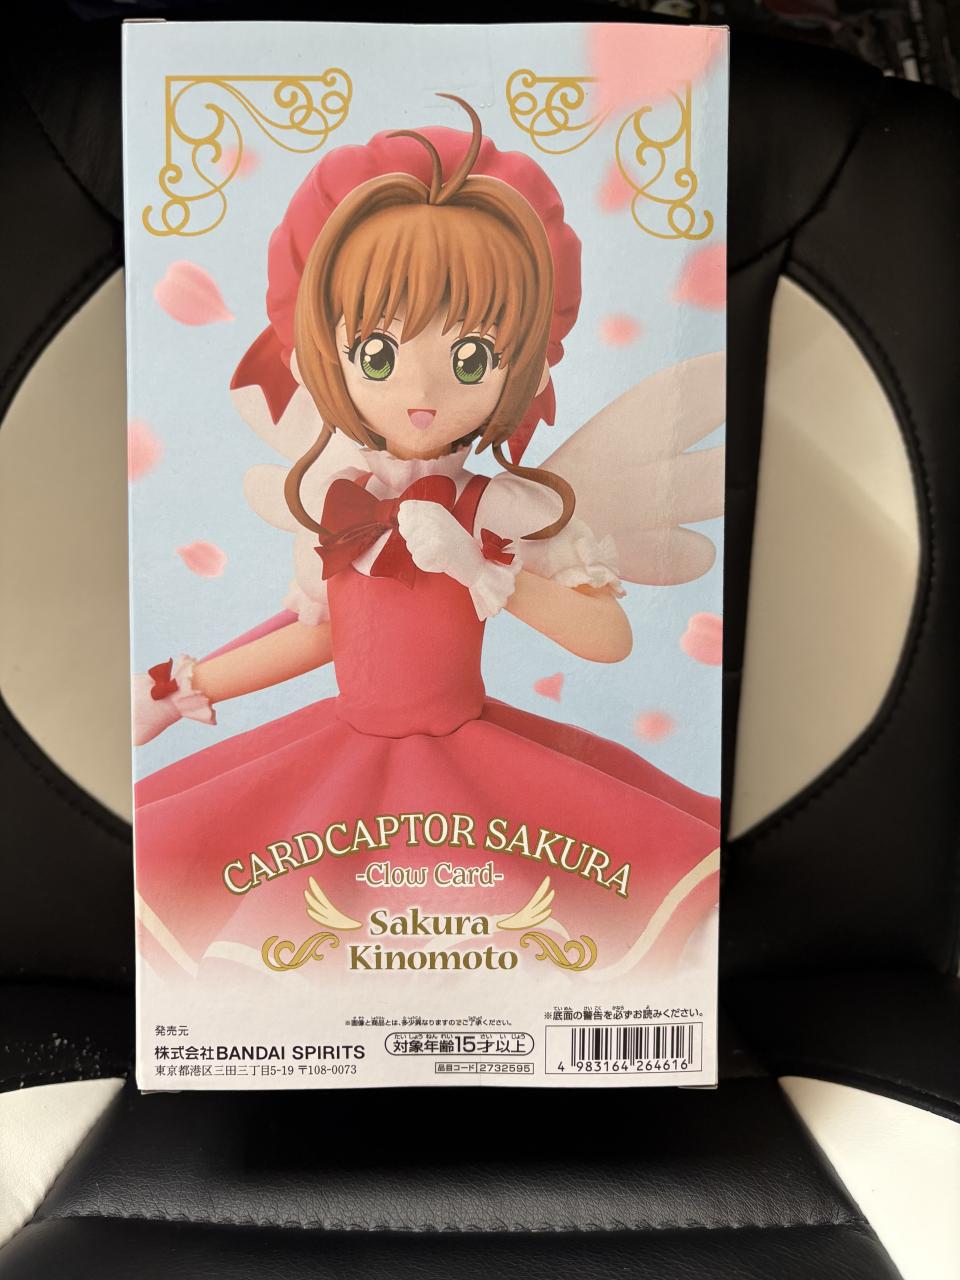 CARDCAPTOR SAKURA
-Clow Card-
Sakura
Kinomoto
発売元
株式会社BANDAI SPIRITS
東京都港区三田三丁目5-19 〒108-0073
※画像と商品とは、多少異なりますのでご了承ください。
対象年齢15才以上
品目コード 2732595
※底面の警告を必ずお読みください。
4 983164 264616